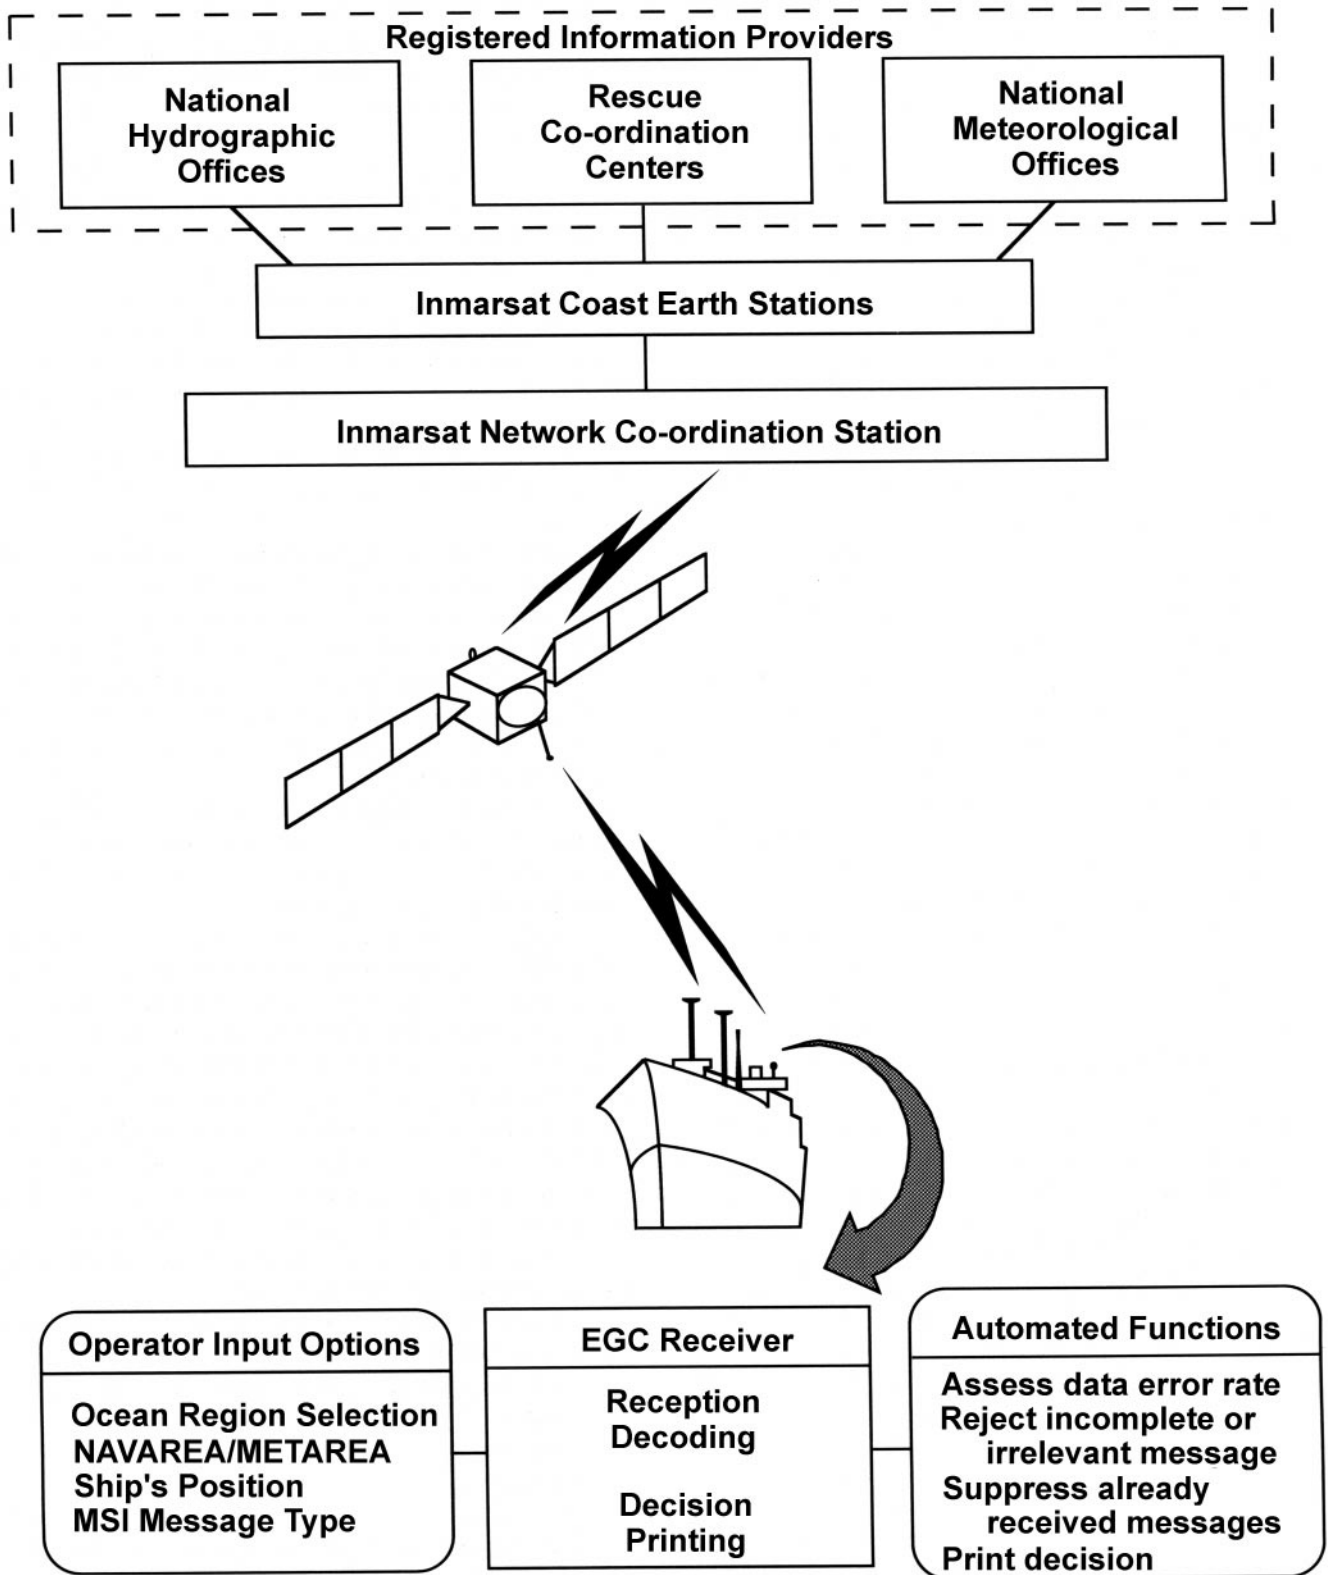 Registered Information Providers
National
Hydrographic
Offices
Rescue
Co-ordination
Centers
National
Meteorological
Offices
Inmarsat Coast Earth Stations
Inmarsat Network Co-ordination Station
Operator Input Options
Ocean Region Selection
NAVAREA/METAREA
Ship's Position
MSI Message Type
EGC Receiver
Reception
Decoding
Decision
Printing
Automated Functions
Assess data error rate
Reject incomplete or
irrelevant message
Suppress already
received messages
Print decision